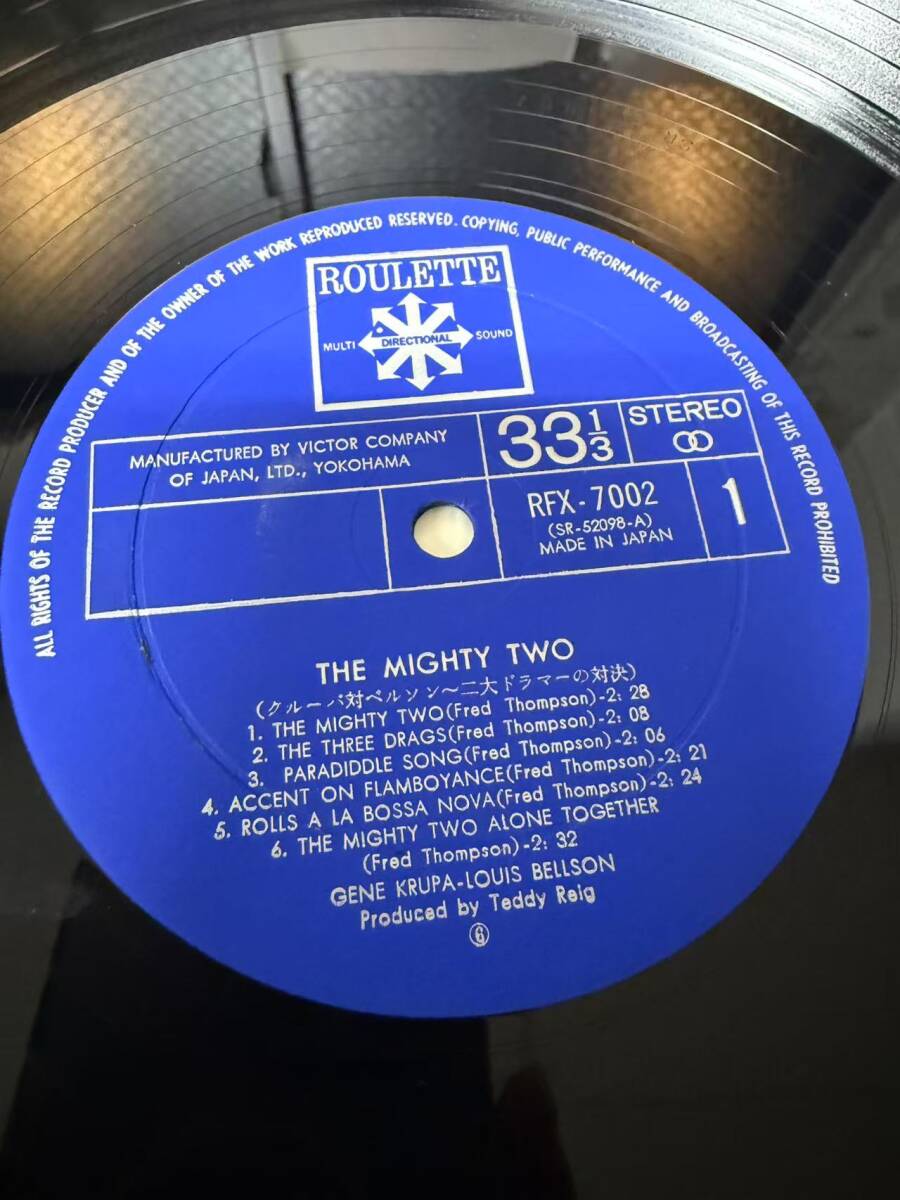 ALL RIGHTS OF THE RECORD PRODUCER AND OF THE OWNER OF THE WORK REPRODUCED RESERVED. COPYING, PUBLIC PERFORMANCE AND BROADCASTING OF THIS RECORD PROHIBITED
ROULETTE
MULTI DIRECTIONAL SOUND
MANUFACTURED BY VICTOR COMPANY
OF JAPAN, LTD., YOKOHAMA
33 1/3
STEREO
RFX-7002
(SR-52098-A)
MADE IN JAPAN
1
THE MIGHTY TWO
(クルーパ対ベルソン〜二大ドラマーの対決)
1. THE MIGHTY TWO(Fred Thompson)-2: 28
2. THE THREE DRAGS(Fred Thompson)-2: 08
3. PARADIDDLE SONG(Fred Thompson)-2: 06
4. ACCENT ON FLAMBOYANCE(Fred Thompson)-2: 21
5. ROLLS A LA BOSSA NOVA(Fred Thompson)-2: 24
6. THE MIGHTY TWO ALONE TOGETHER
(Fred Thompson)-2: 32
GENE KRUPA-LOUIS BELLSON
Produced by Teddy Reig